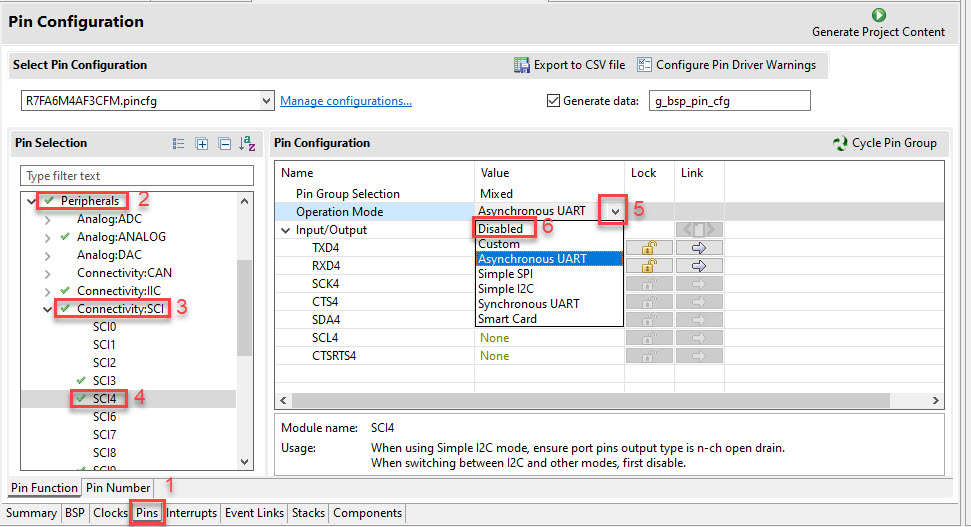 Pin Configuration
Generate Project Content
Select Pin Configuration
Export to CSV file
Configure Pin Driver Warnings
R7FA6M4AF3CFM.pincfg
Manage configurations...
Generate data:
g_bsp_pin_cfg
Pin Selection
Type filter text
Peripherals 2
Analog:ADC
Analog:ANALOG
Analog:DAC
Connectivity:CAN
Connectivity:IIC
Connectivity:SCI 3
SCI0
SCI1
SCI2
SCI3
SCI4 4
SCI6
SCI7
SCI8
SCI9
Pin Configuration
Cycle Pin Group
Name Value Lock Link
Pin Group Selection Mixed
Operation Mode Asynchronous UART 5
Input/Output Disabled 6
Custom
TXD4 Asynchronous UART
RXD4 Simple SPI
SCK4 Simple I2C
CTS4 Synchronous UART
SDA4 Smart Card
SCL4 None
CTSRTS4 None
Module name: SCI4
Usage: When using Simple I2C mode, ensure port pins output type is n-ch open drain.
When switching between I2C and other modes, first disable.
Pin Function Pin Number 1
Summary BSP Clocks Pins Interrupts Event Links Stacks Components